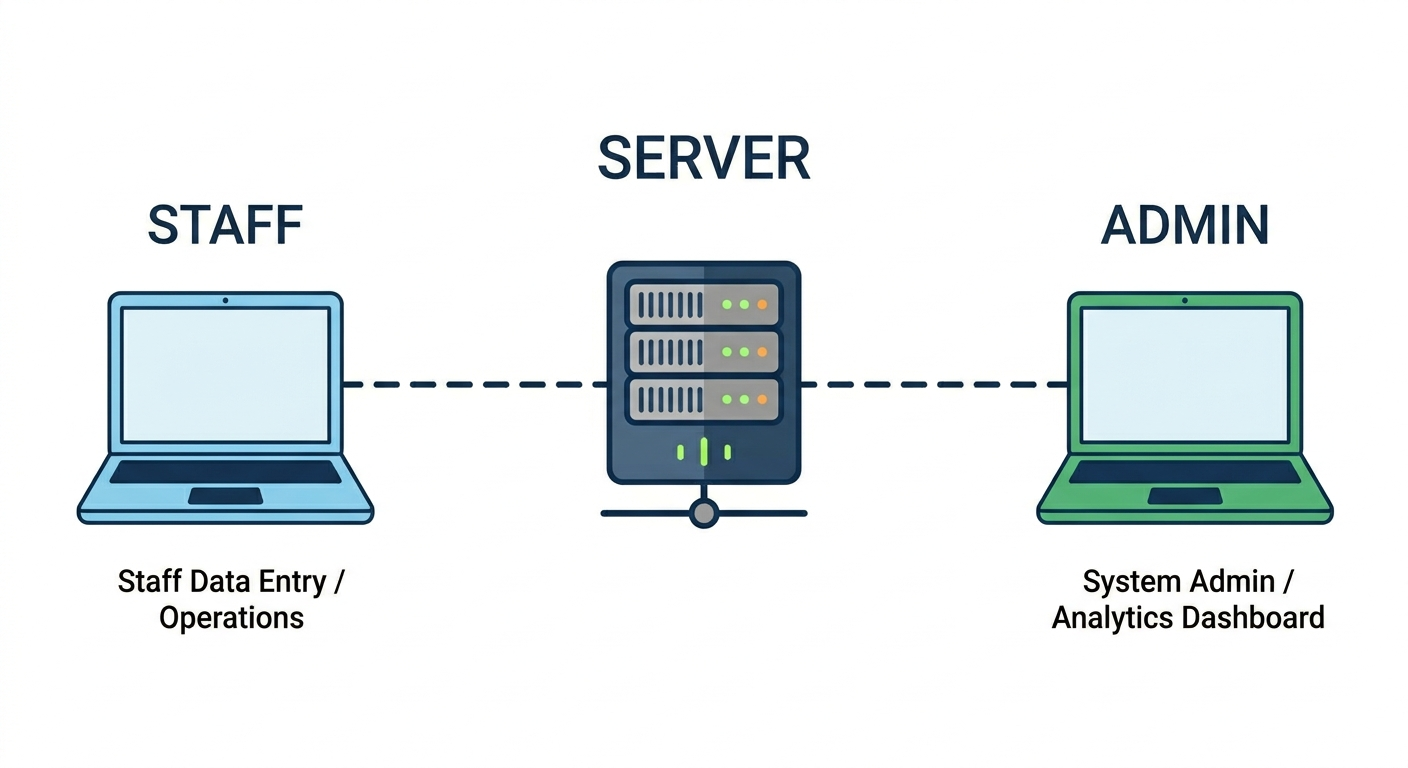 SERVER
STAFF
ADMIN
Staff Data Entry /
Operations
System Admin /
Analytics Dashboard